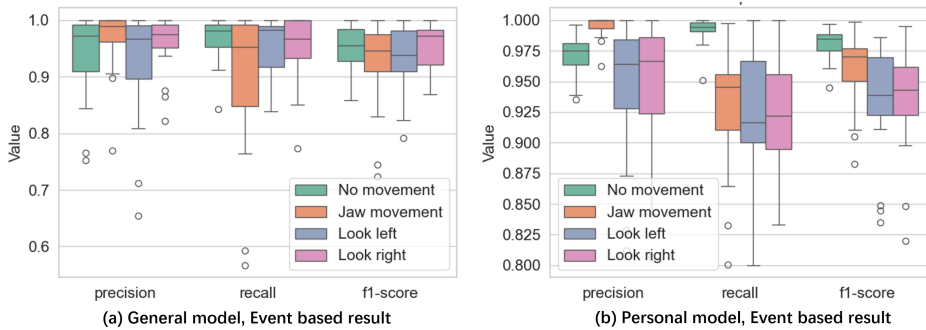 1.0
0.9
0.8
0.7
0.6
Value
No movement
Jaw movement
Look left
Look right
precision
recall
f1-score
(a) General model, Event based result
1.000
0.975
0.950
0.925
0.900
0.875
0.850
0.825
0.800
Value
No movement
Jaw movement
Look left
Look right
precision
recall
f1-score
(b) Personal model, Event based result